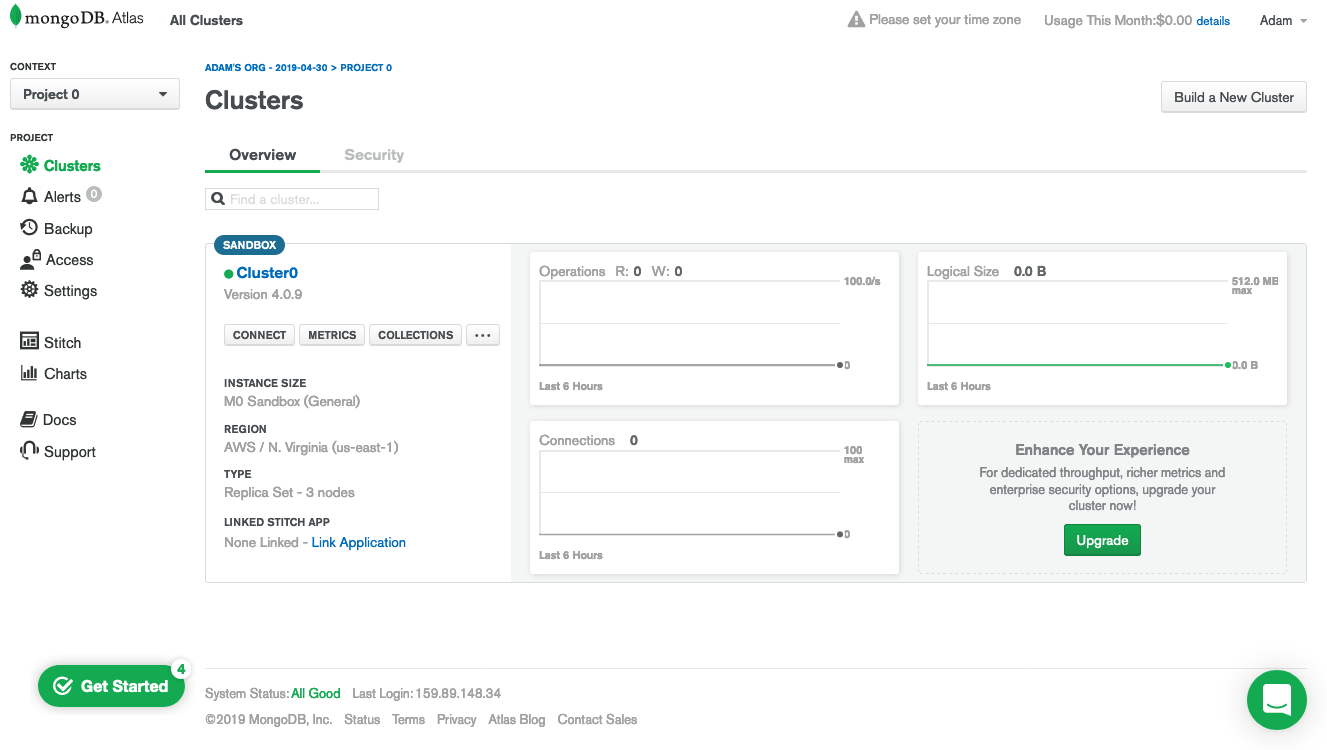 mongoDB. Atlas All Clusters Please set your time zone Usage This Month:$0.00 details Adam
CONTEXT
Project 0
PROJECT
Clusters
Alerts 0
Backup
Access
Settings
Stitch
Charts
Docs
Support
ADAM'S ORG - 2019-04-30 > PROJECT 0
Clusters
Build a New Cluster
Overview Security
Find a cluster...
SANDBOX
Cluster0
Version 4.0.9
CONNECT METRICS COLLECTIONS ...
INSTANCE SIZE
M0 Sandbox (General)
REGION
AWS / N. Virginia (us-east-1)
TYPE
Replica Set - 3 nodes
LINKED STITCH APP
None Linked - Link Application
Operations R: 0 W: 0
100.0/s
0
Last 6 Hours
Logical Size 0.0 B
512.0 MB
max
0.0 B
Last 6 Hours
Connections 0
100
max
0
Last 6 Hours
Enhance Your Experience
For dedicated throughput, richer metrics and
enterprise security options, upgrade your
cluster now!
Upgrade
Get Started 4
System Status: All Good Last Login: 159.89.148.34
©2019 MongoDB, Inc. Status Terms Privacy Atlas Blog Contact Sales